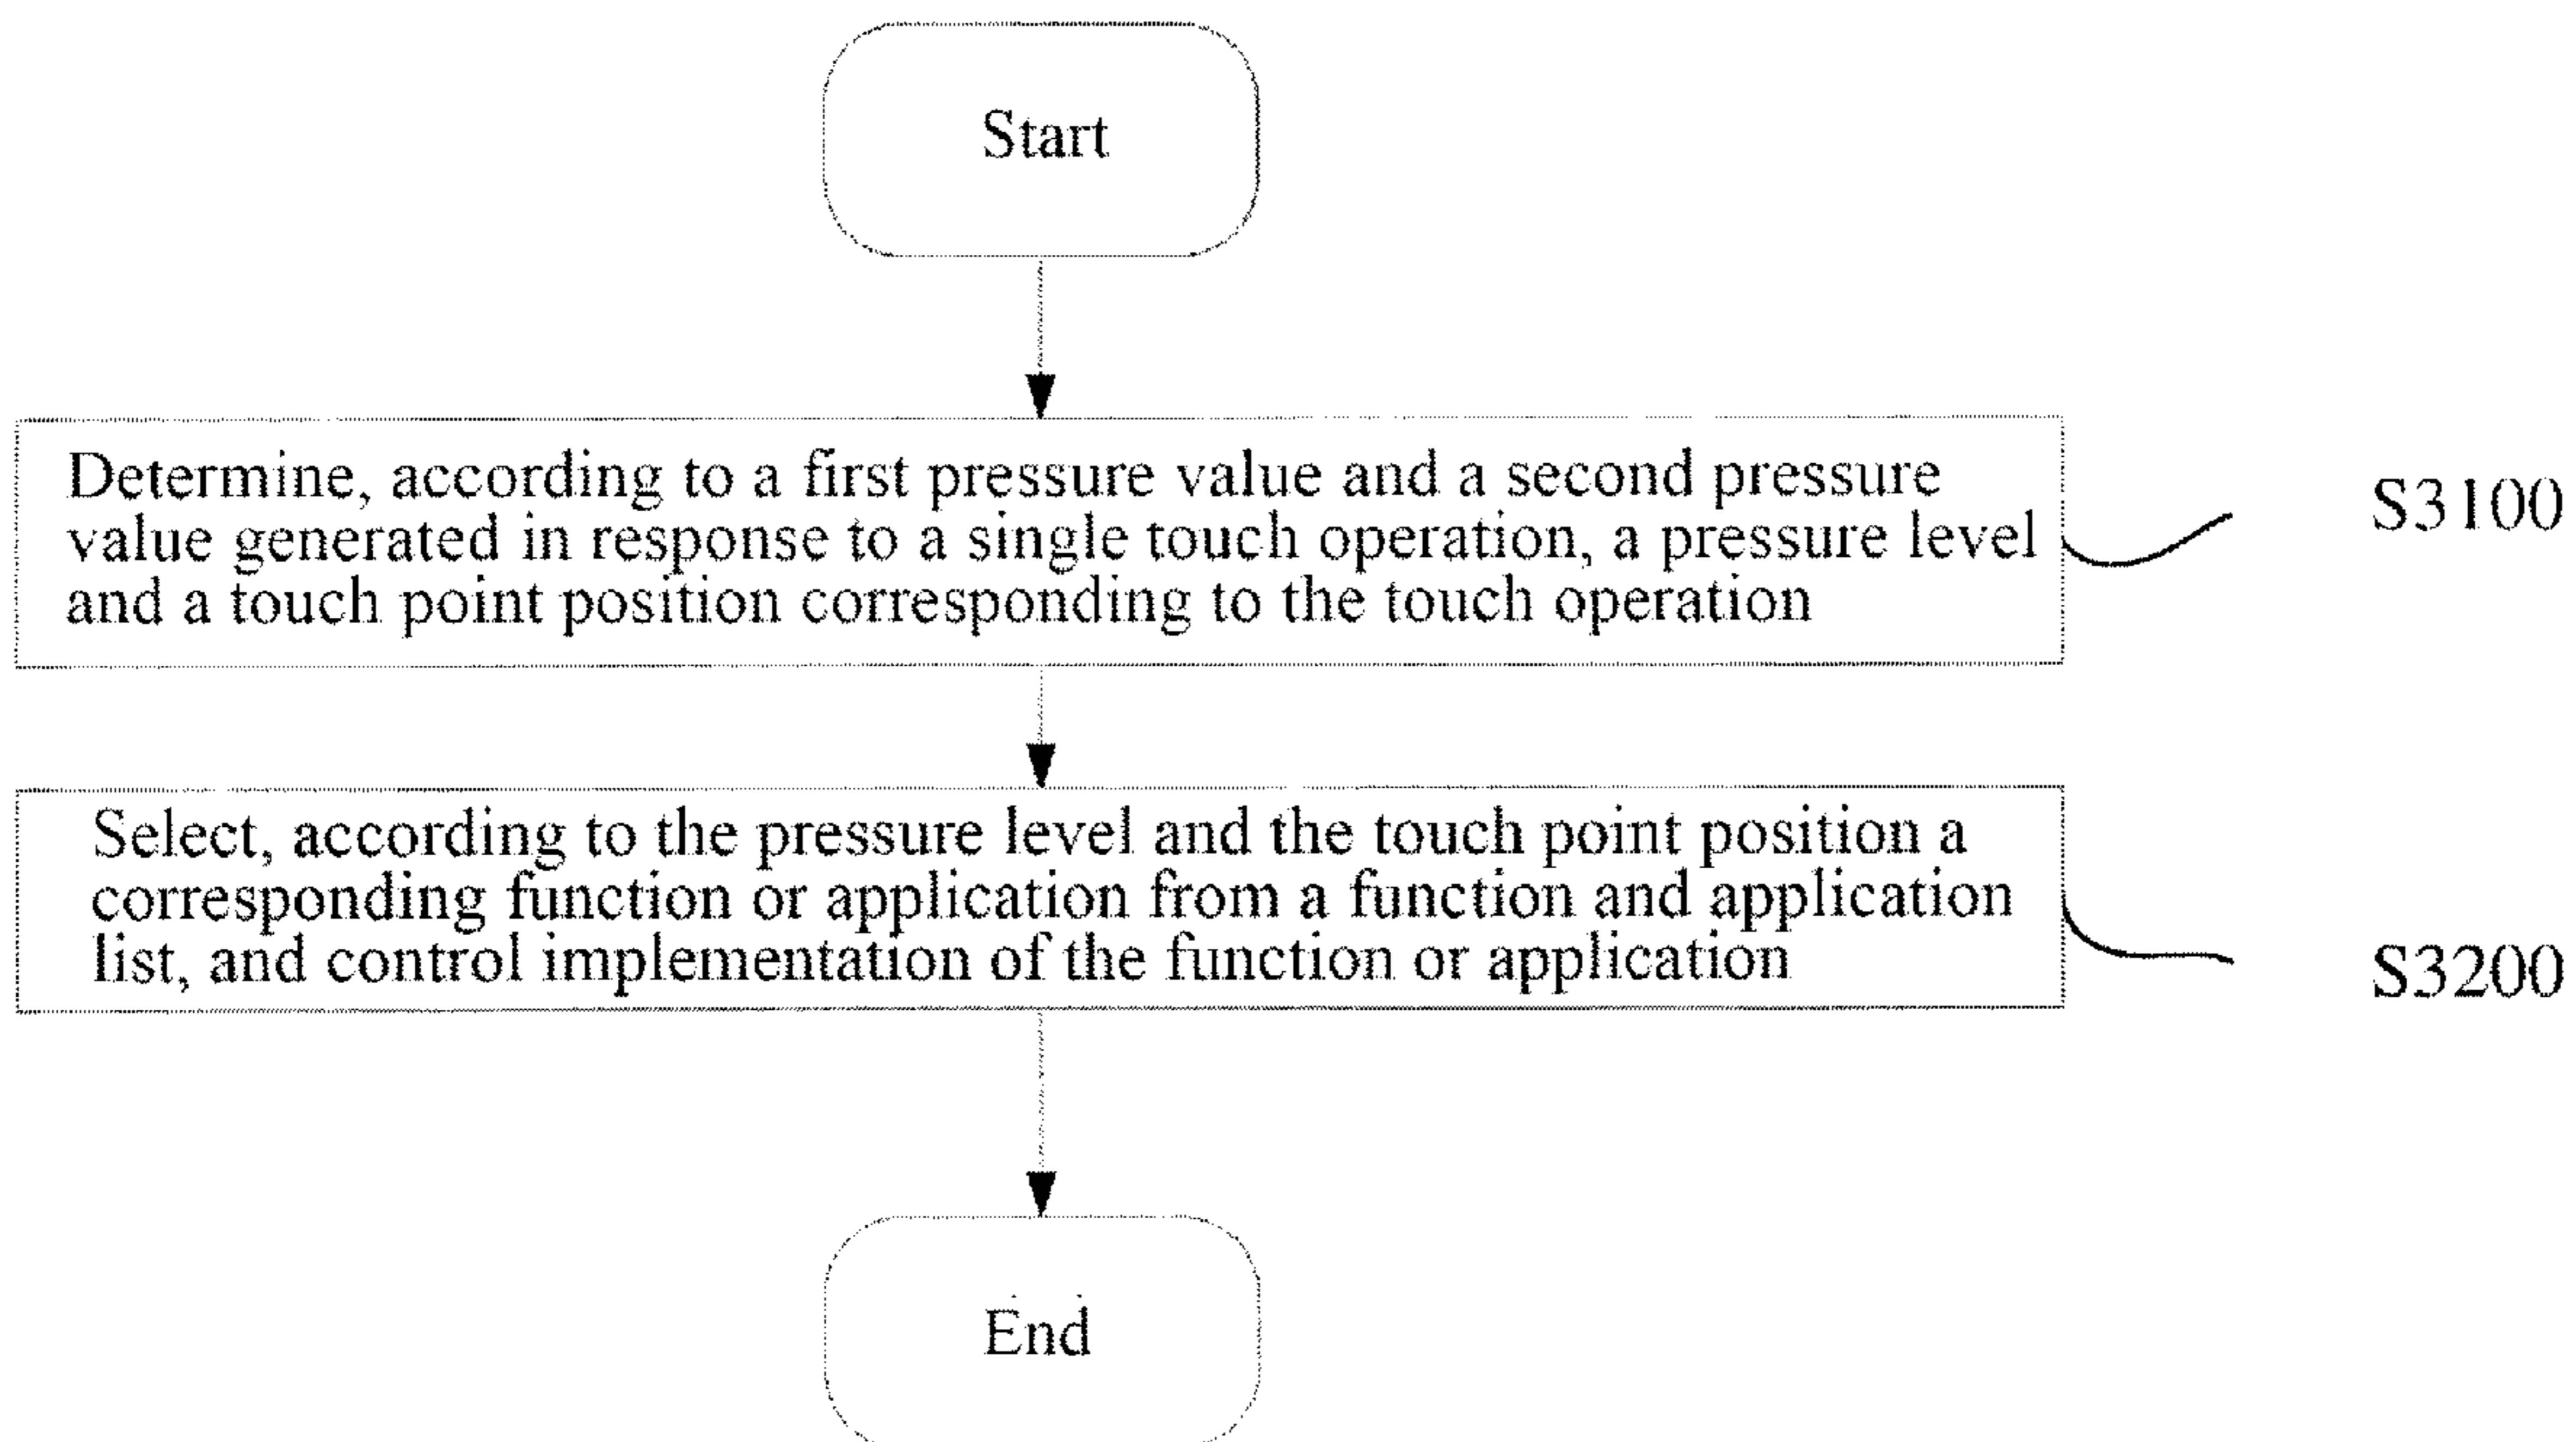 Start
Determine, according to a first pressure value and a second pressure
value generated in response to a single touch operation, a pressure level
and a touch point position corresponding to the touch operation
S3100
Select, according to the pressure level and the touch point position a
corresponding function or application from a function and application
list, and control implementation of the function or application
S3200
End